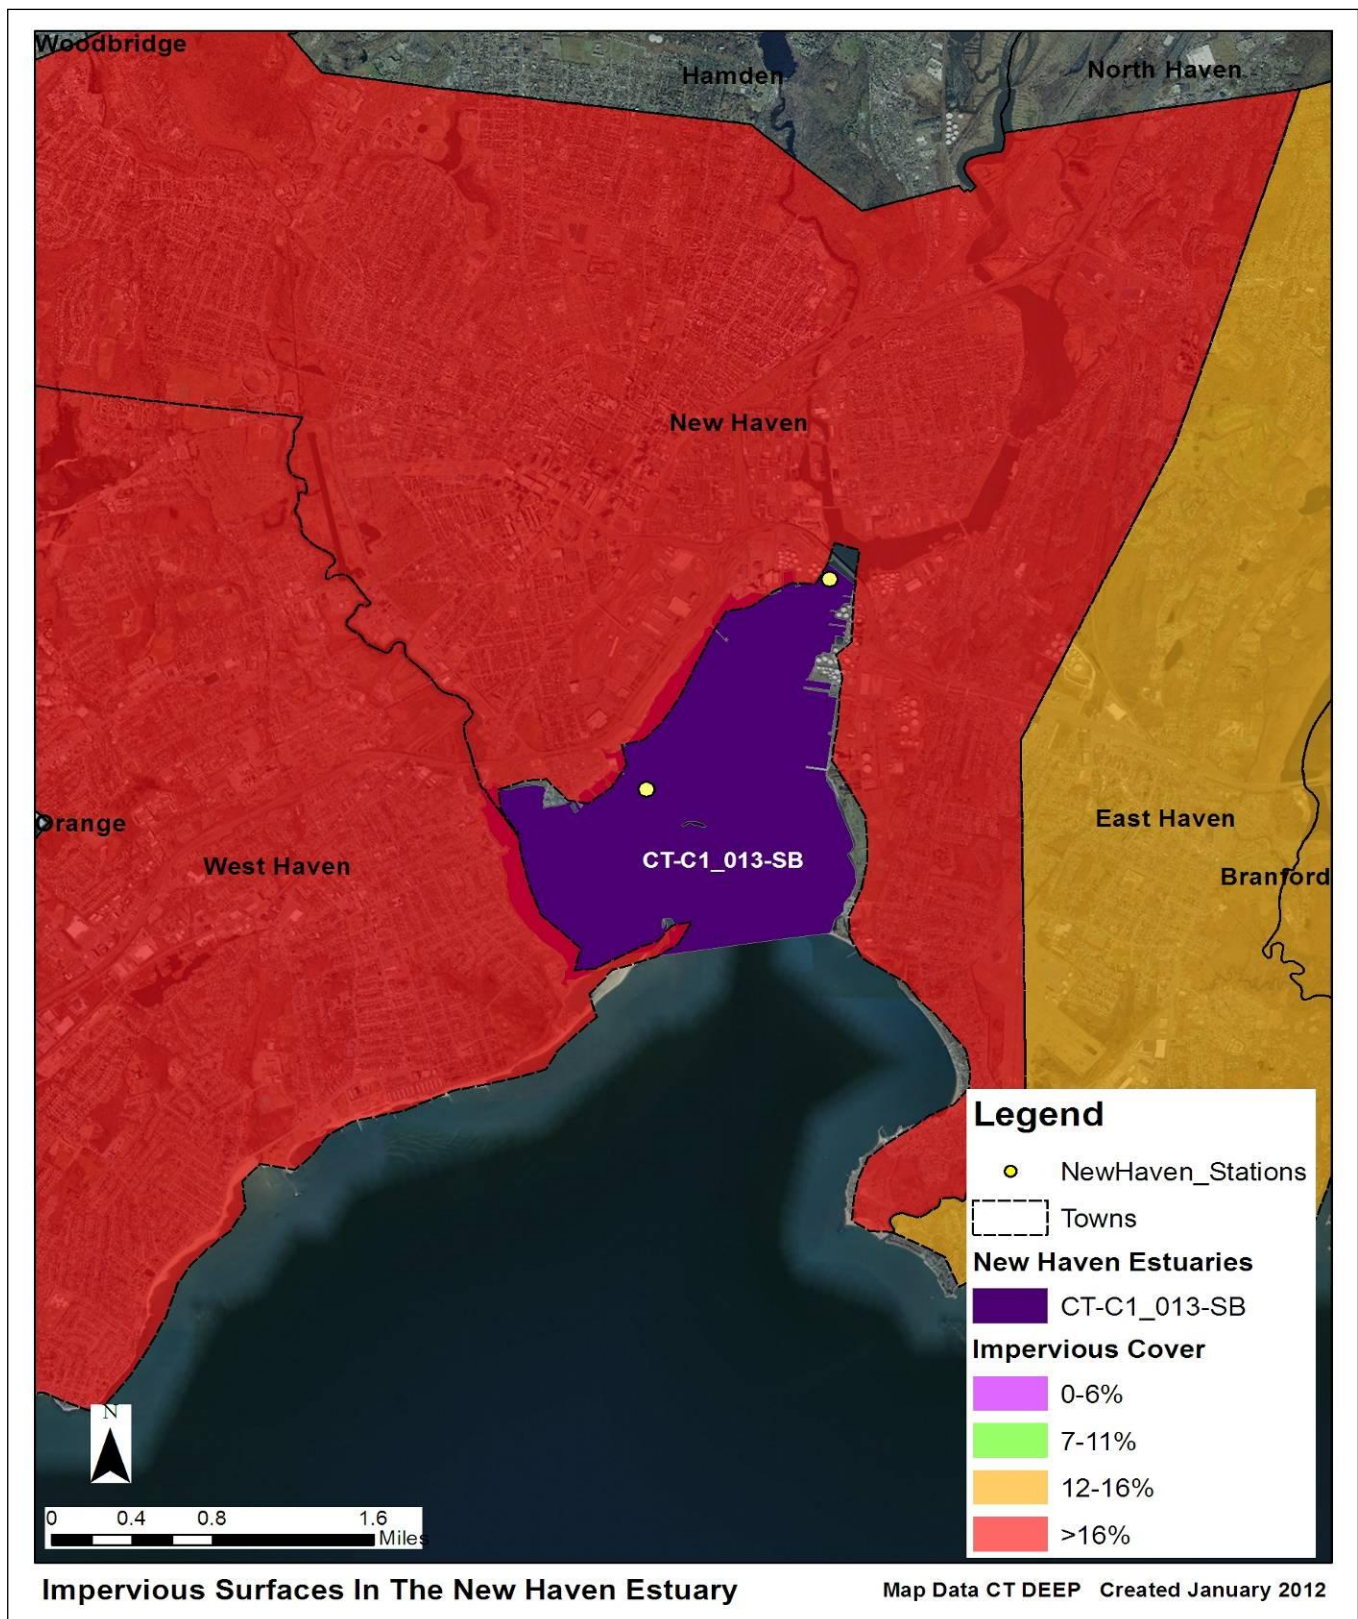 Woodbridge
Hamden
North Haven
New Haven
Orange
West Haven
East Haven
Branford
CT-C1_013-SB
Legend
NewHaven_Stations
Towns
New Haven Estuaries
CT-C1_013-SB
Impervious Cover
0-6%
7-11%
12-16%
>16%
N
0 0.4 0.8 1.6
Miles
Impervious Surfaces In The New Haven Estuary
Map Data CT DEEP Created January 2012